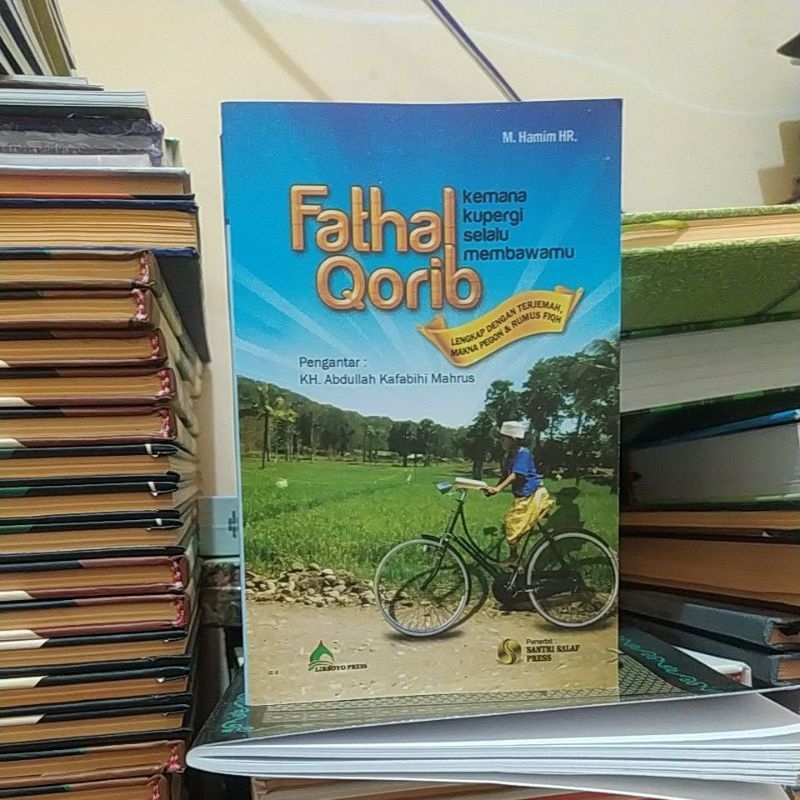 M. Hamim HR.
Fathal
Qorib
kemana
kupergi
selalu
membawamu
LENGKAP DENGAN TERJEMAH,
MAKNA PEGON & RUMUS FIQH
Pengantar :
KH. Abdullah Kafabihi Mahrus
LIRBOYO PRESS
Penerbit :
SANTRI SALAF
PRESS